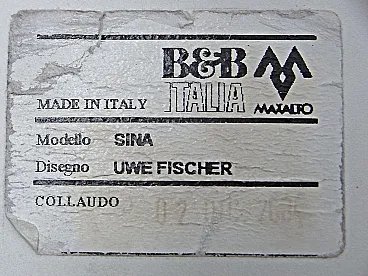 B&B
ITALIA
MAXALTO
MADE IN ITALY
Modello SINA
Disegno UWE FISCHER
COLLAUDO